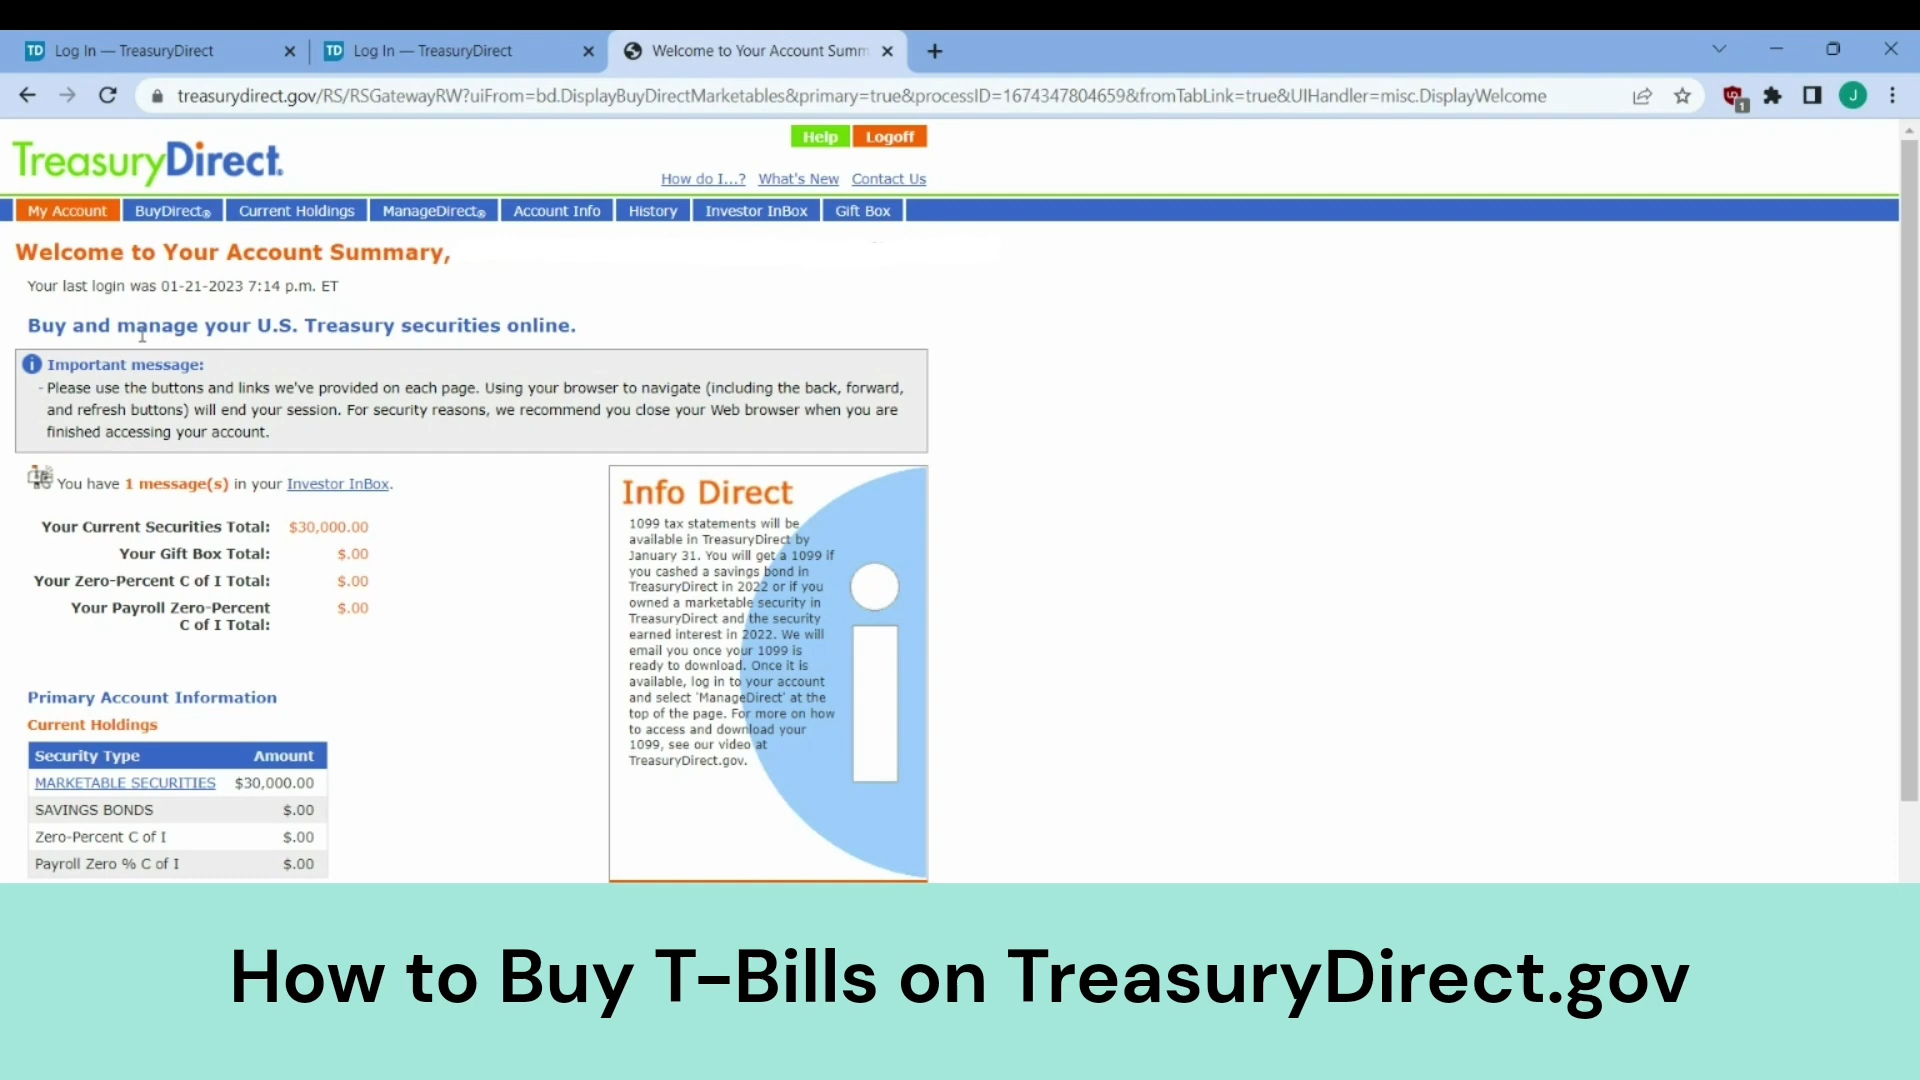 TD Log In — TreasuryDirect
TD Log In — TreasuryDirect
Welcome to Your Account Summ
treasurydirect.gov/RS/RSGatewayRW?uiFrom=bd.DisplayBuyDirectMarketables&primary=true&processID=1674347804659&fromTabLink=true&UIHandler=misc.DisplayWelcome
1
J
Help Logoff
TreasuryDirect.
How do I...? What's New Contact Us
My Account BuyDirect® Current Holdings ManageDirect® Account Info History Investor InBox Gift Box
Welcome to Your Account Summary,
Your last login was 01-21-2023 7:14 p.m. ET
Buy and manage your U.S. Treasury securities online.
Important message:
- Please use the buttons and links we've provided on each page. Using your browser to navigate (including the back, forward,
and refresh buttons) will end your session. For security reasons, we recommend you close your Web browser when you are
finished accessing your account.
You have 1 message(s) in your Investor InBox.
Your Current Securities Total: $30,000.00
Your Gift Box Total: $.00
Your Zero-Percent C of I Total: $.00
Your Payroll Zero-Percent $.00
C of I Total:
Primary Account Information
Current Holdings
Security Type Amount
MARKETABLE SECURITIES $30,000.00
SAVINGS BONDS $.00
Zero-Percent C of I $.00
Payroll Zero % C of I $.00
Info Direct
1099 tax statements will be
available in TreasuryDirect by
January 31. You will get a 1099 if
you cashed a savings bond in
TreasuryDirect in 2022 or if you
owned a marketable security in
TreasuryDirect and the security
earned interest in 2022. We will
email you once your 1099 is
ready to download. Once it is
available, log in to your account
and select 'ManageDirect' at the
top of the page. For more on how
to access and download your
1099, see our video at
TreasuryDirect.gov.
How to Buy T-Bills on TreasuryDirect.gov